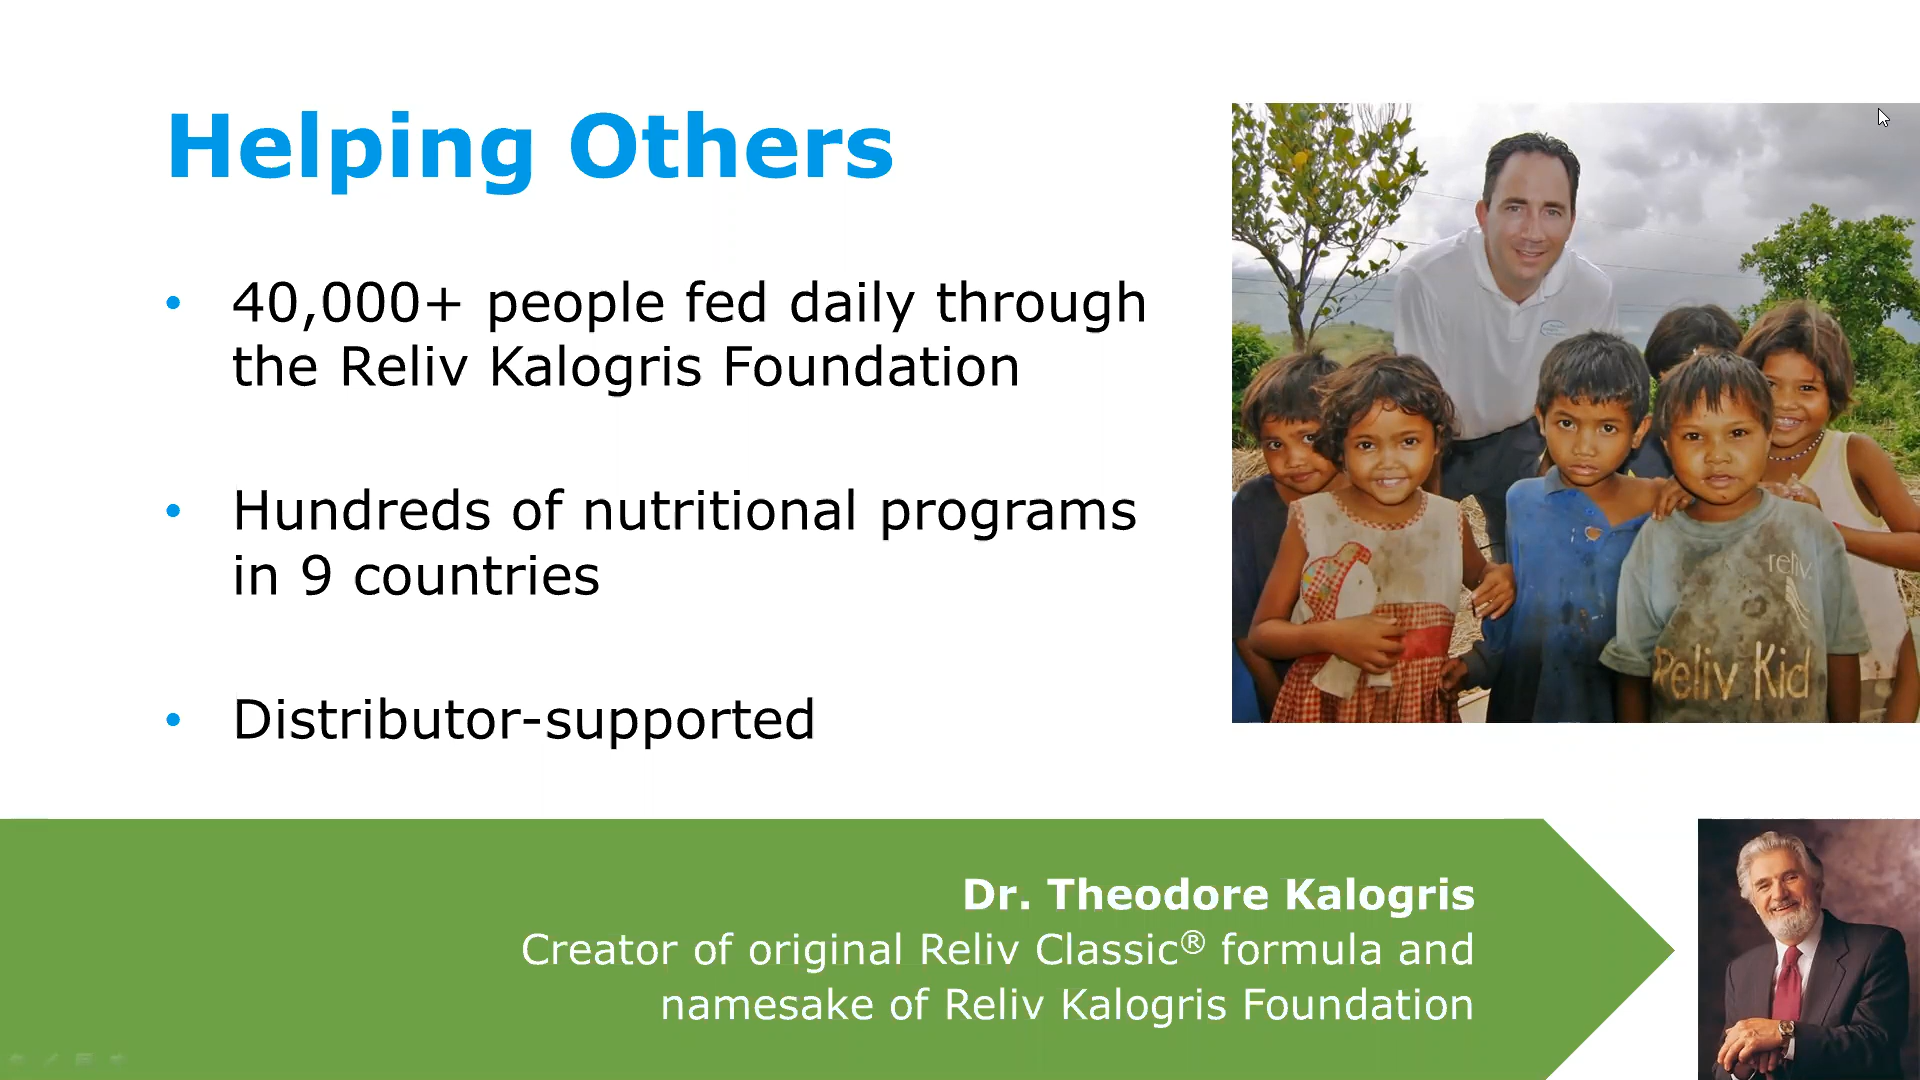 Helping Others
• 40,000+ people fed daily through
the Reliv Kalogris Foundation
• Hundreds of nutritional programs
in 9 countries
• Distributor-supported
reliv
Reliv Kid
Dr. Theodore Kalogris
Creator of original Reliv Classic® formula and
namesake of Reliv Kalogris Foundation